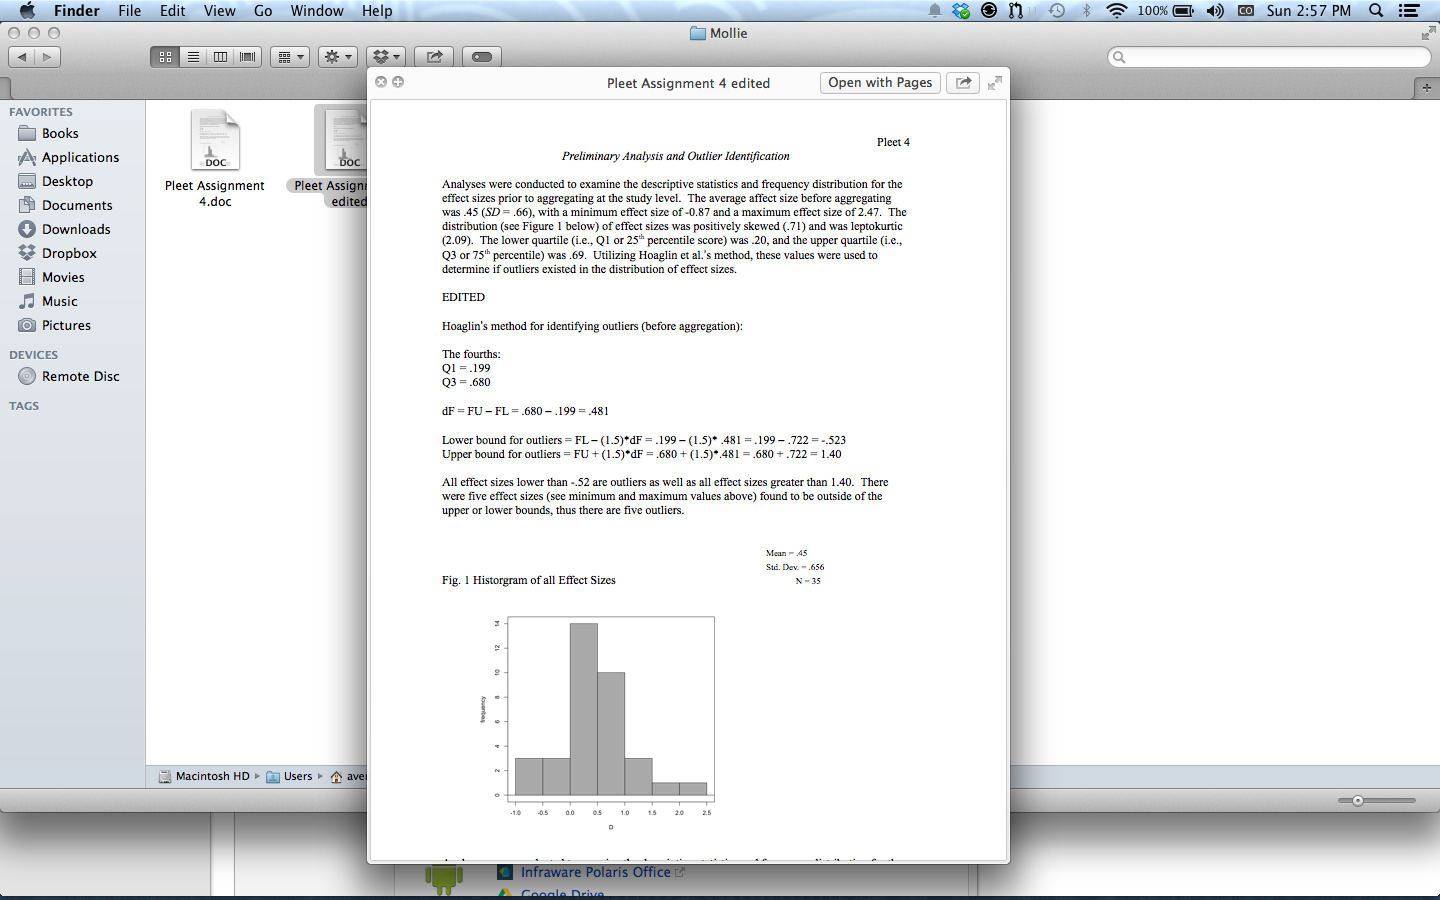 Finder File Edit View Go Window Help
100% CO Sun 2:57 PM
Mollie
FAVORITES
Books
Applications
Desktop
Documents
Downloads
Dropbox
Movies
Music
Pictures
DEVICES
Remote Disc
TAGS
DOC
Pleet Assignment
4.doc
DOC
Pleet Assignm
edited
Macintosh HD Users aver
Pleet Assignment 4 edited Open with Pages
Pleet 4
Preliminary Analysis and Outlier Identification
Analyses were conducted to examine the descriptive statistics and frequency distribution for the
effect sizes prior to aggregating at the study level. The average affect size before aggregating
was .45 (SD = .66), with a minimum effect size of -0.87 and a maximum effect size of 2.47. The
distribution (see Figure 1 below) of effect sizes was positively skewed (.71) and was leptokurtic
(2.09). The lower quartile (i.e., Q1 or 25th percentile score) was .20, and the upper quartile (i.e.,
Q3 or 75th percentile) was .69. Utilizing Hoaglin et al.'s method, these values were used to
determine if outliers existed in the distribution of effect sizes.
EDITED
Hoaglin's method for identifying outliers (before aggregation):
The fourths:
Q1 = .199
Q3 = .680
dF = FU – FL = .680 – .199 = .481
Lower bound for outliers = FL – (1.5)*dF = .199 – (1.5)* .481 = .199 – .722 = -.523
Upper bound for outliers = FU + (1.5)*dF = .680 + (1.5)*.481 = .680 + .722 = 1.40
All effect sizes lower than -.52 are outliers as well as all effect sizes greater than 1.40. There
were five effect sizes (see minimum and maximum values above) found to be outside of the
upper or lower bounds, thus there are five outliers.
Mean = .45
Std. Dev. = .656
N = 35
Fig. 1 Historgram of all Effect Sizes
14
12
10
8
6
4
2
0
frequency
-1.0 -0.5 0.0 0.5 1.0 1.5 2.0 2.5
D
Infraware Polaris Office
Google Drive